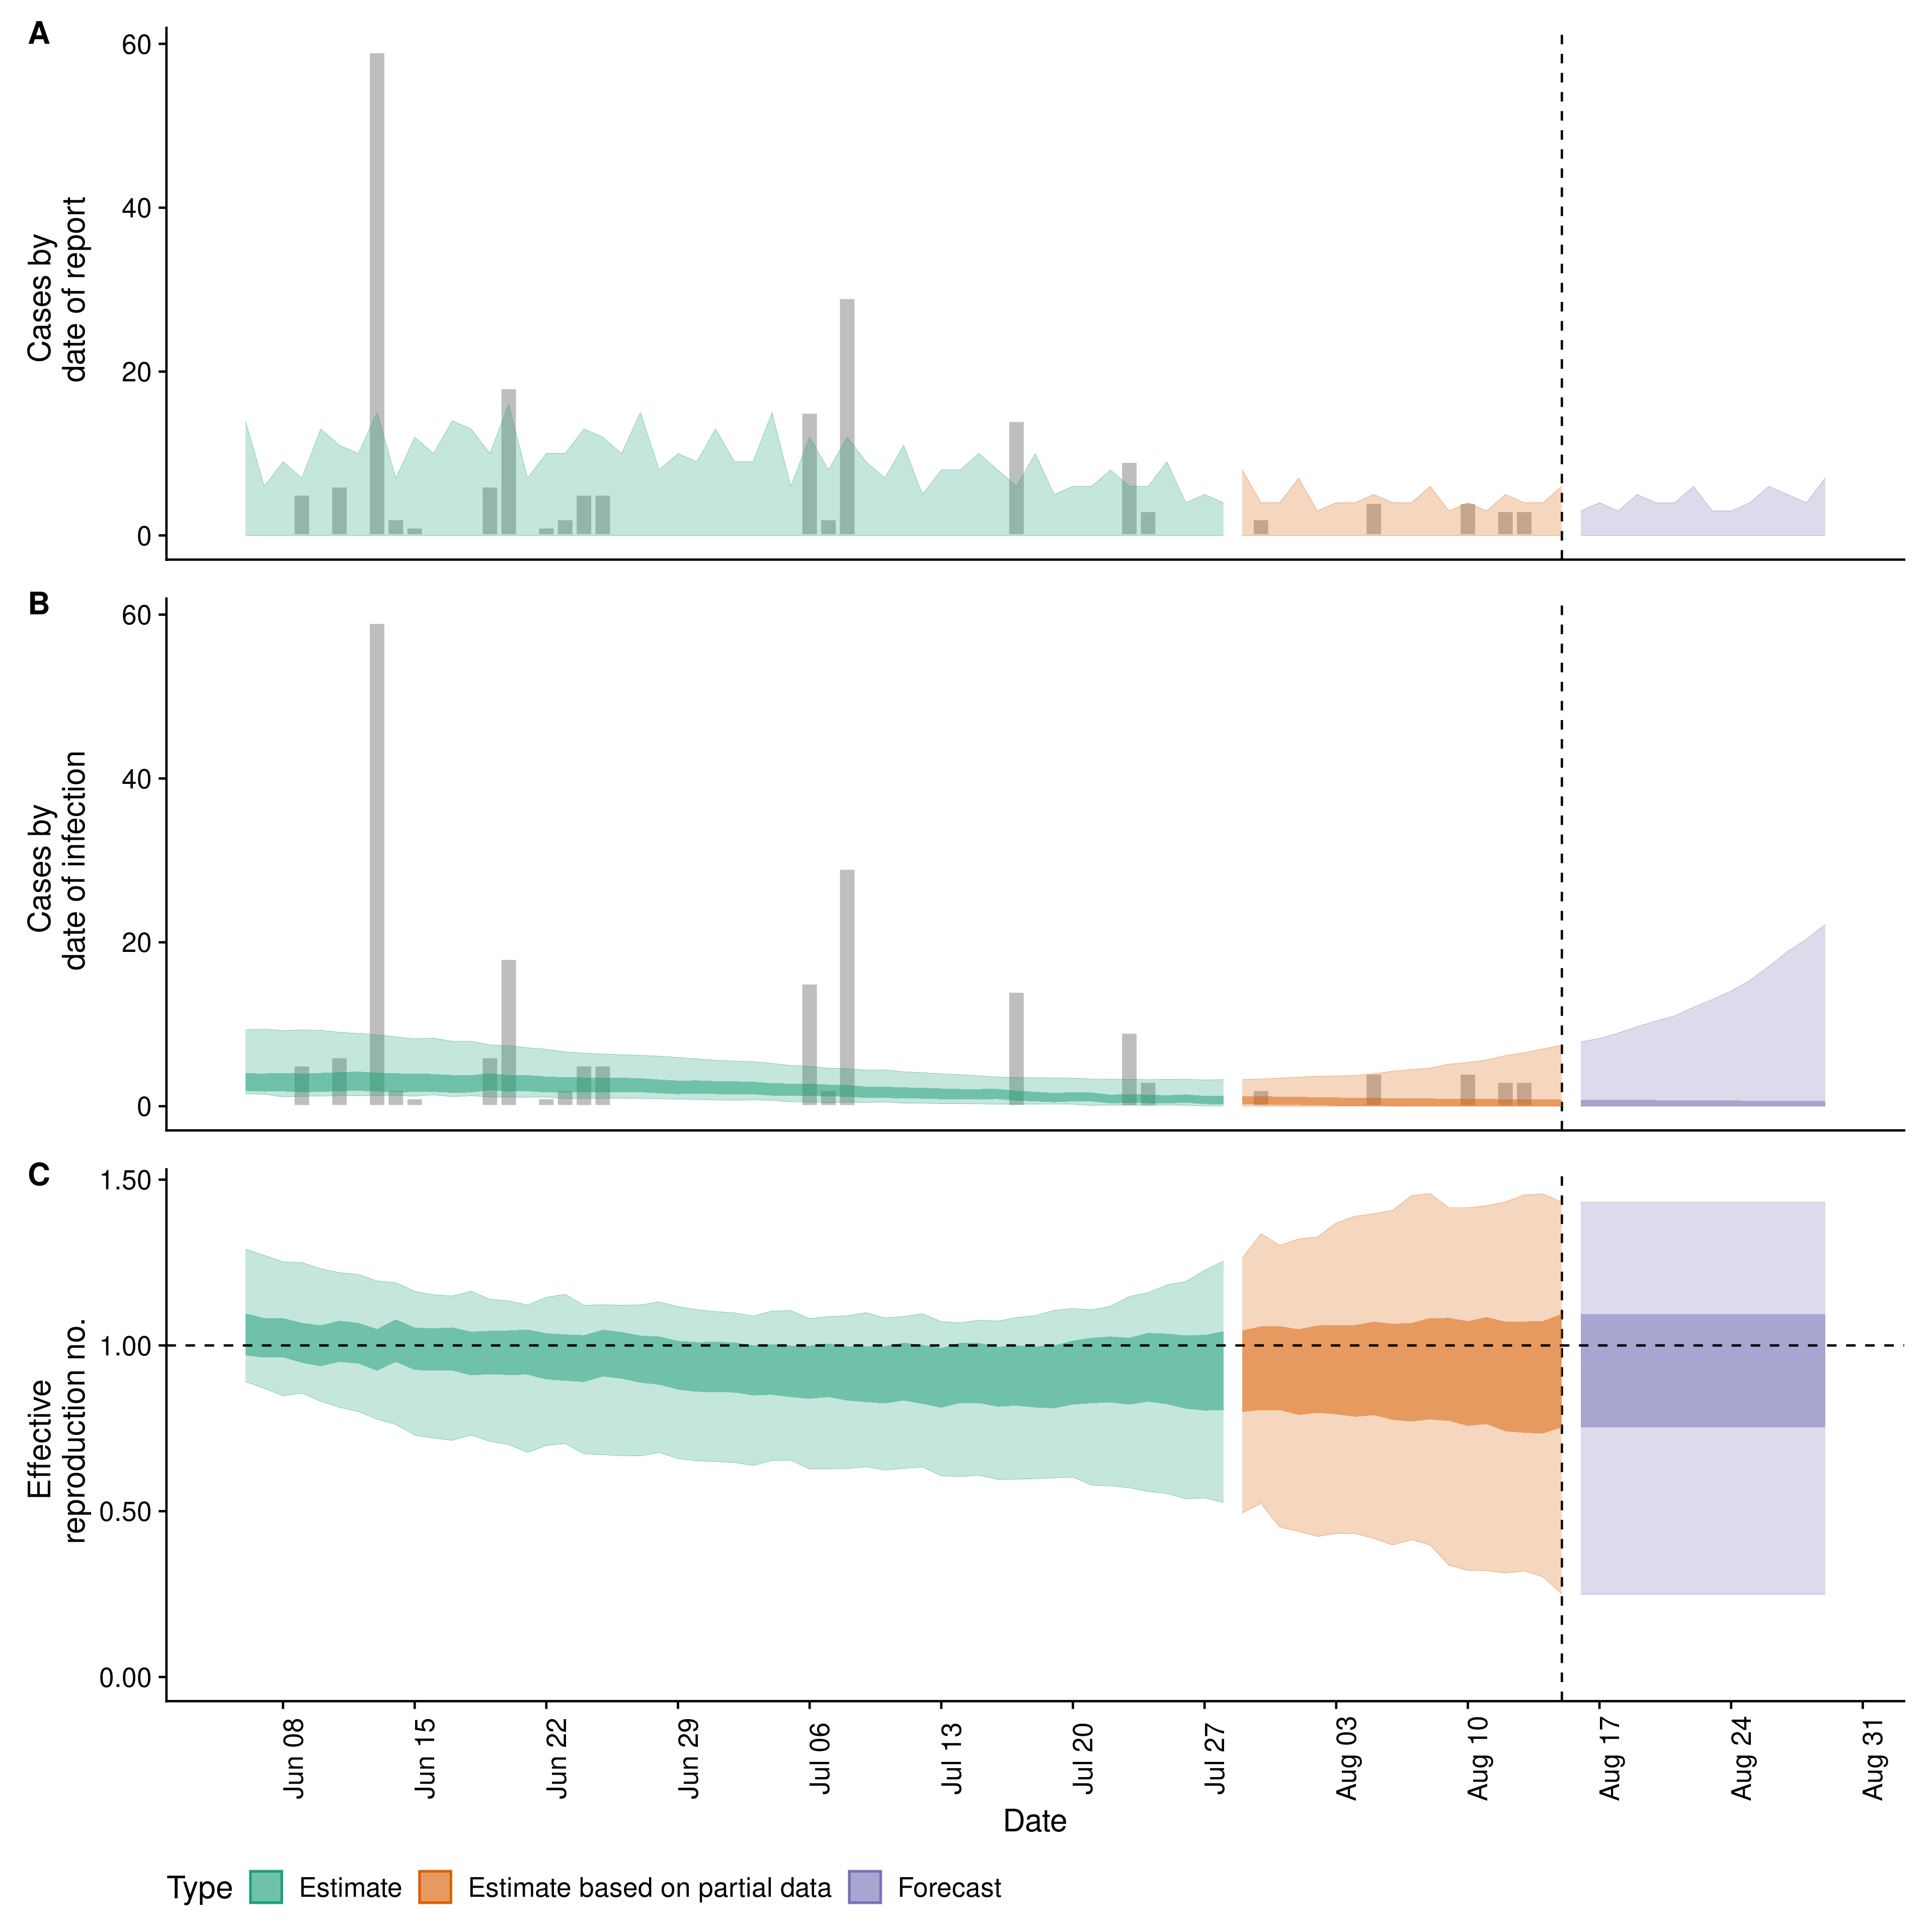 A
60
40
20
0
Cases by
date of report
B
60
40
20
0
Cases by
date of infection
C
1.50
1.00
0.50
0.00
Effective
reproduction no.
Jun 08
Jun 15
Jun 22
Jun 29
Jul 06
Jul 13
Jul 20
Jul 27
Aug 03
Aug 10
Aug 17
Aug 24
Aug 31
Date
Type Estimate Estimate based on partial data Forecast